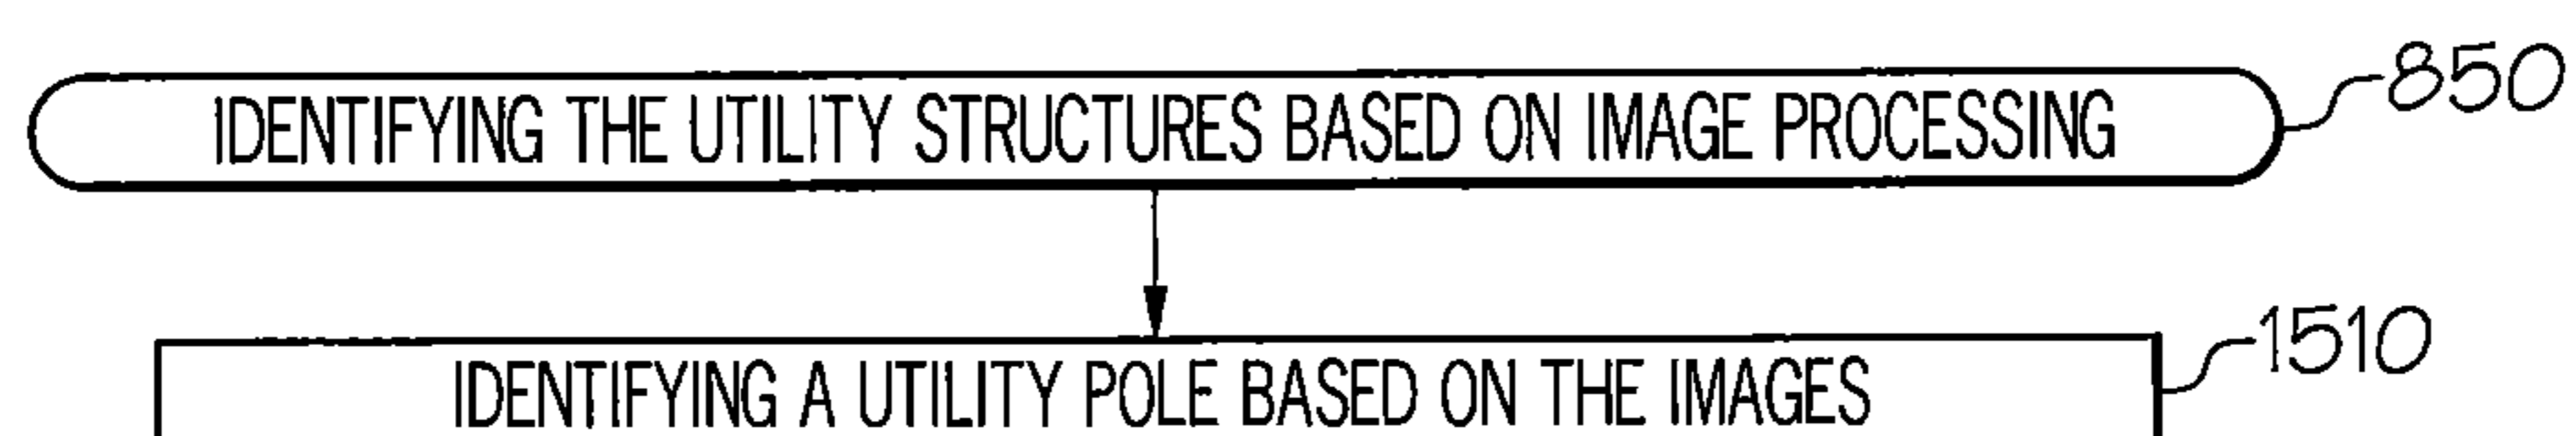 IDENTIFYING THE UTILITY STRUCTURES BASED ON IMAGE PROCESSING
850
IDENTIFYING A UTILITY POLE BASED ON THE IMAGES
1510